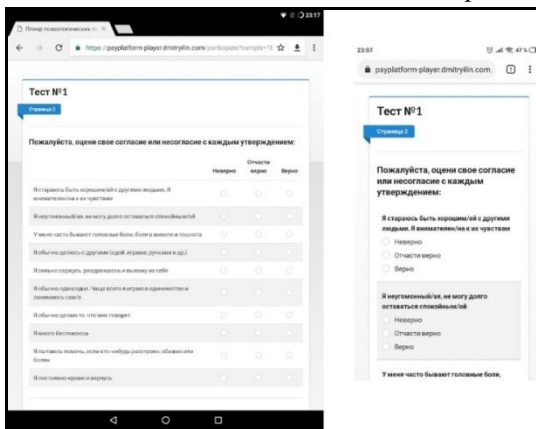 23:17
Плеер психологических те
https://psyplatform-player.dmitryilin.com/participate?sample=11
Тест №1
Страница 2
Пожалуйста, оцени свое согласие или несогласие с каждым утверждением:
Неверно
Отчасти верно
Верно
Я стараюсь быть хорошим/ей с другими людьми. Я
внимателен/на к их чувствам
Я неугомонный/ая, не могу долго оставаться спокойным/ой
У меня часто бывают головные боли, боли в животе и тошнота
Я обычно делюсь с другими (едой, играми, ручками и др.)
Я сильно сержусь, раздражаюсь и выхожу из себя
Я обычно один/одна. Чаще всего я играю в одиночестве и
занимаюсь сам/а
Я обычно делаю то, что мне говорят
Я много беспокоюсь
Я пытаюсь помочь, если кто-нибудь расстроен, обижен или
болен
Я постоянно ерзаю и верчусь
23:07
47%
psyplatform-player.dmitryilin.com
Тест №1
Страница 2
Пожалуйста, оцени свое согласие
или несогласие с каждым
утверждением:
Я стараюсь быть хорошим/ей с другими
людьми. Я внимателен/на к их чувствам
Неверно
Отчасти верно
Верно
Я неугомонный/ая, не могу долго
оставаться спокойным/ой
Неверно
Отчасти верно
Верно
У меня часто бывают головные боли,